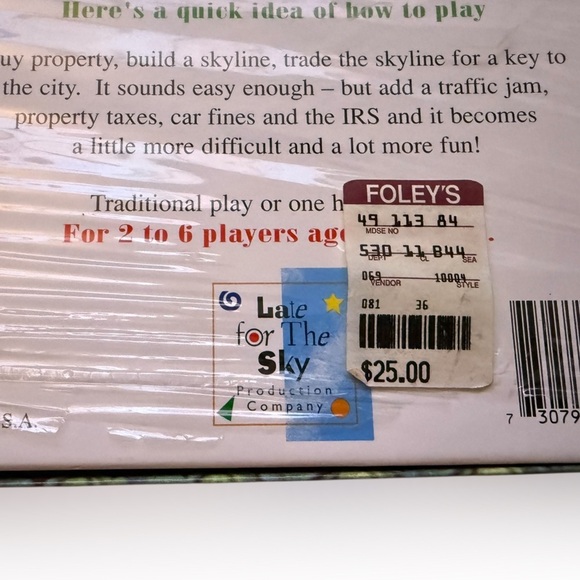 Here's a quick idea of how to play
uy property, build a skyline, trade the skyline for a key to
the city. It sounds easy enough – but add a traffic jam,
property taxes, car fines and the IRS and it becomes
a little more difficult and a lot more fun!
Traditional play or one h
For 2 to 6 players age
.
FOLEY'S
49 113 84
MDSE NO
530 11 844
DEPT CL SEA
069 10004
VENDOR STYLE
081 36
$25.00
Late
for The
Sky
Production
Company
S.A.
7 3079